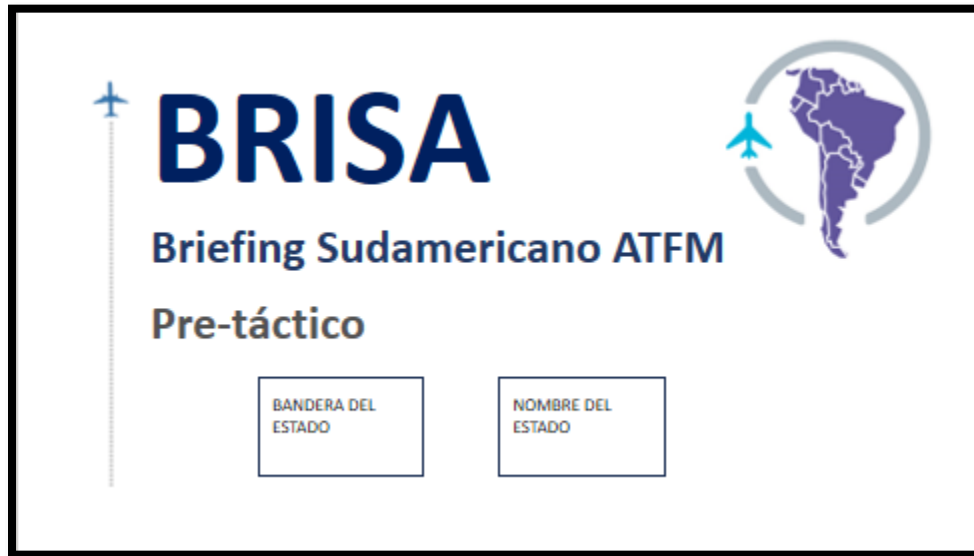 BRISA
Briefing Sudamericano ATFM
Pre-táctico
BANDERA DEL
ESTADO
NOMBRE DEL
ESTADO